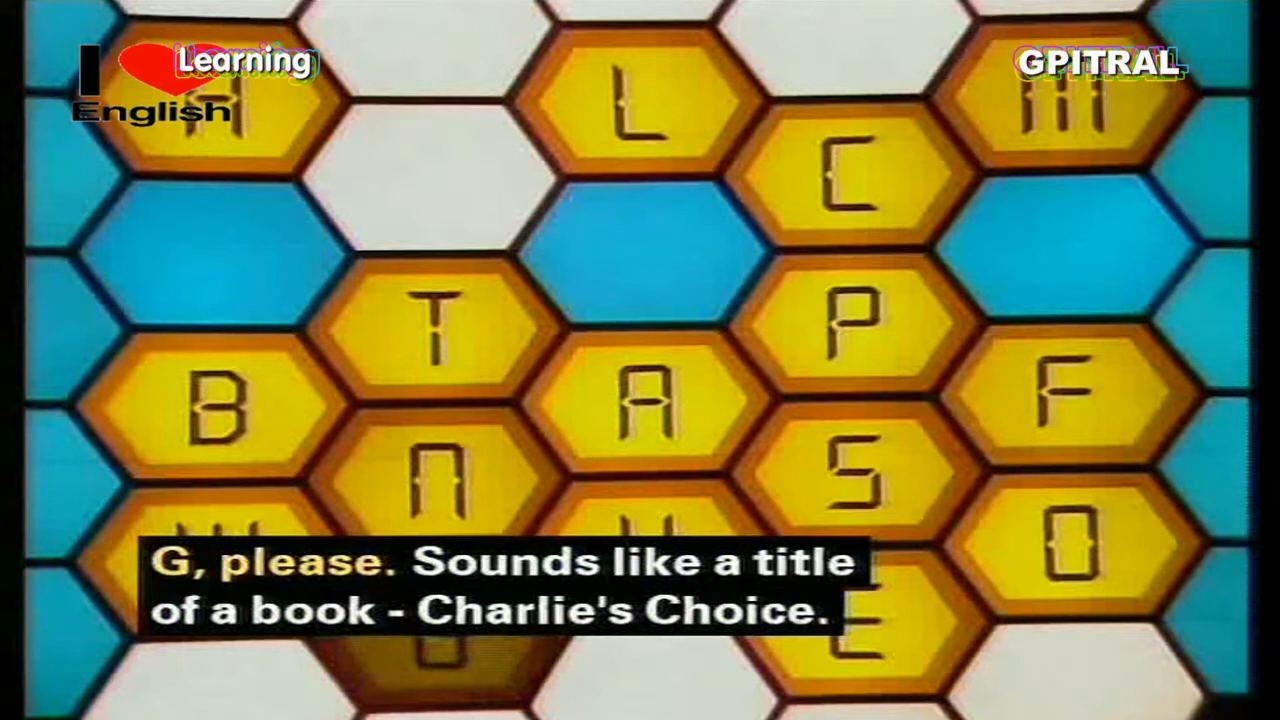 Learning
English
GPITRAL
H
L
M
C
T
P
B
A
F
N
S
O
E
G, please. Sounds like a title
of a book - Charlie's Choice.